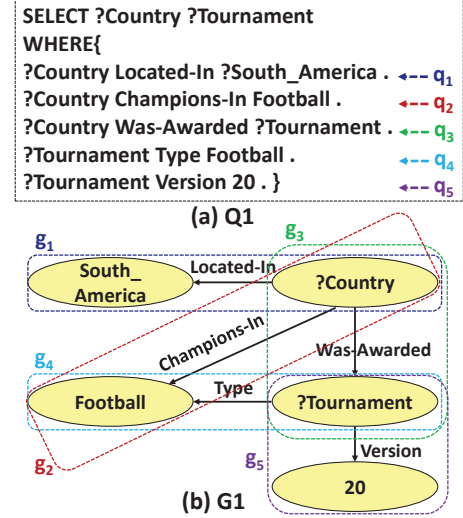 SELECT ?Country ?Tournament
WHERE{
?Country Located-In ?South_America . q1
?Country Champions-In Football . q2
?Country Was-Awarded ?Tournament . q3
?Tournament Type Football . q4
?Tournament Version 20 . } q5
(a) Q1
g1 g3
South_
America
Located-In
?Country
Champions-In
Was-Awarded
g4
Football
Type
?Tournament
g2
g5
Version
20
(b) G1